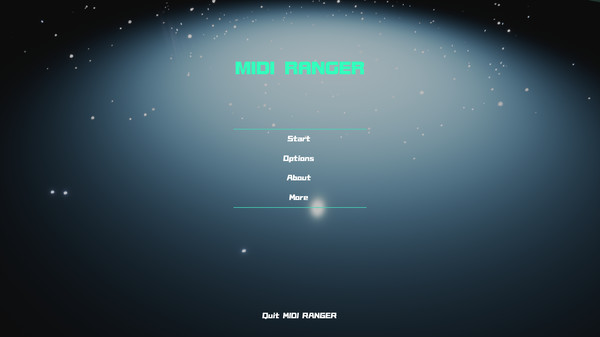 MIDI RANGER
Start
Options
About
More
Quit MIDI RANGER